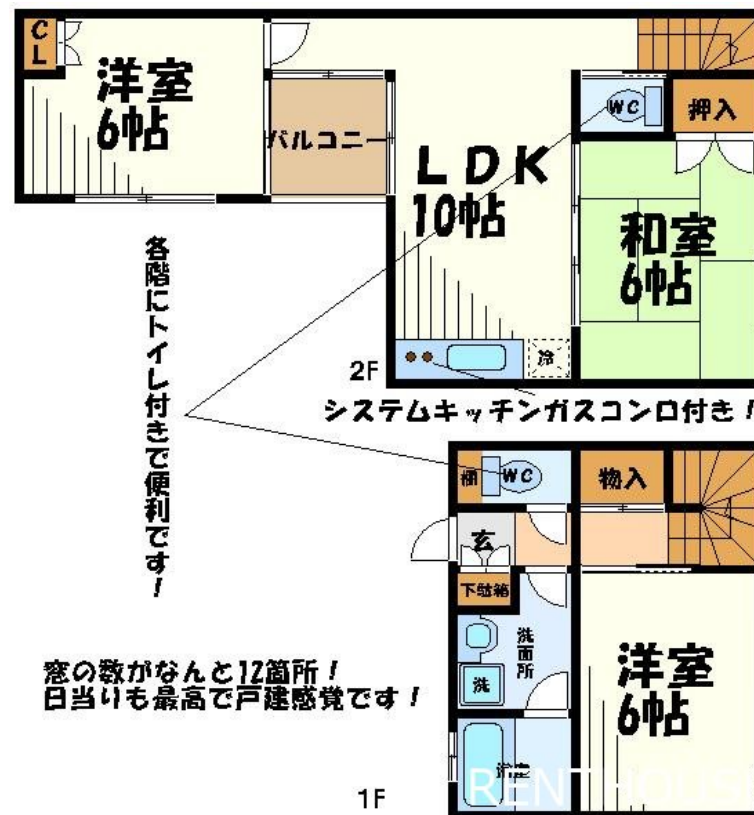 CL
洋室
6帖
バルコニー
LDK
10帖
WC
押入
和室
6帖
冷
2F
システムキッチンガスコンロ付き!
各階にトイレ付きで便利です!
棚
WC
物入
玄
下駄箱
洗面所
洗
洋室
6帖
浴室
窓の数がなんと12箇所!
日当りも最高で戸建感覚です!
1F
RENT HOUSE